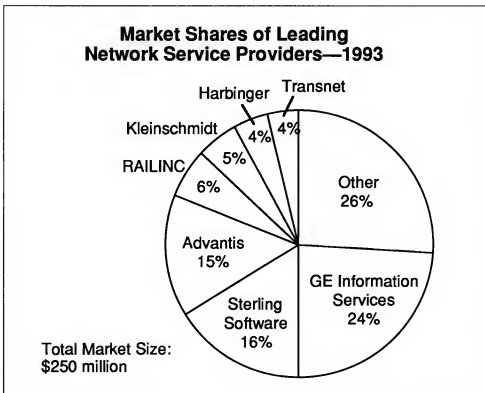 Market Shares of Leading
Network Service Providers—1993
Transnet
4%
Harbinger
4%
Kleinschmidt
5%
RAILINC
6%
Advantis
15%
Sterling
Software
16%
GE Information
Services
24%
Other
26%
Total Market Size:
$250 million